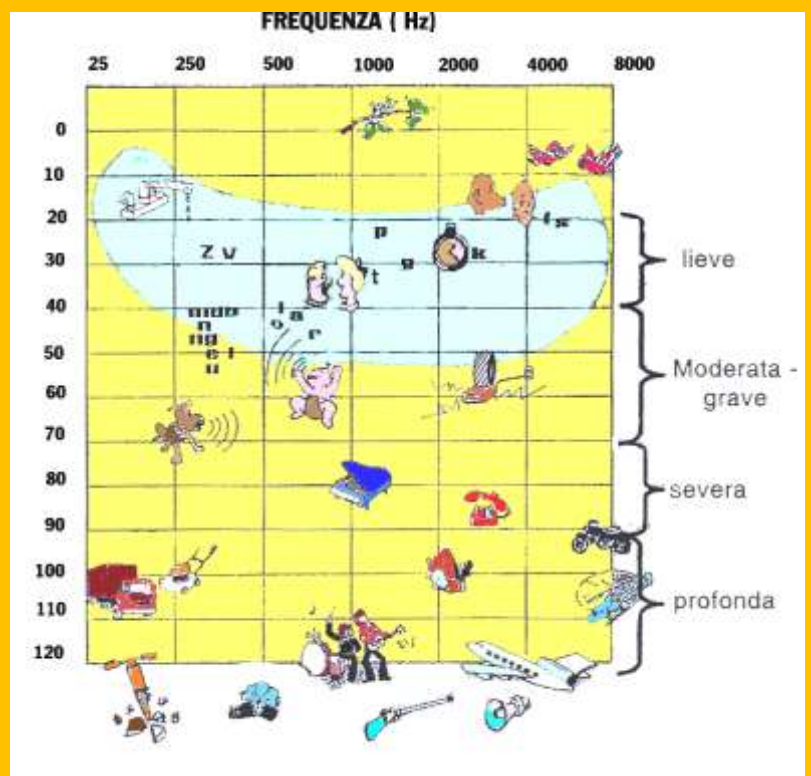 FREQUENZA ( Hz)
25 250 500 1000 2000 4000 8000
0
10
20
30
40
50
60
70
80
90
100
110
120
z v
p
g
k
f s
t
l
o a
r
lieve
Moderata -
grave
severa
profonda